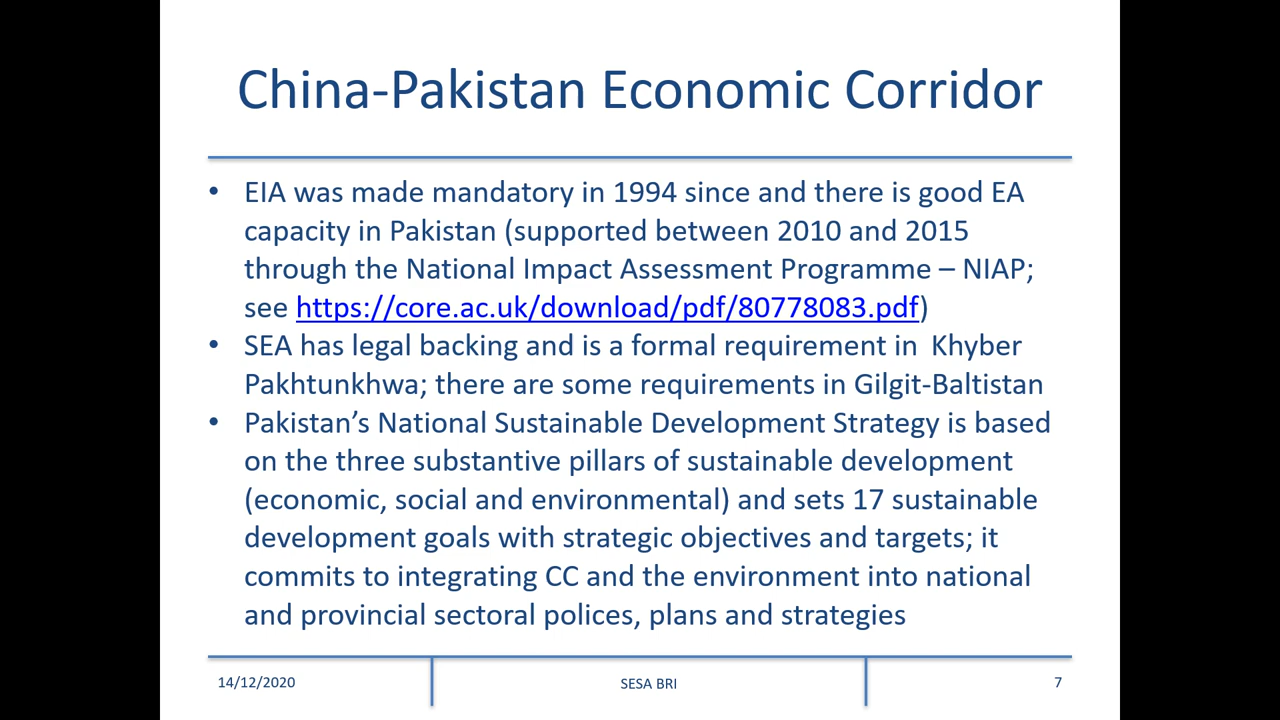 China-Pakistan Economic Corridor
• EIA was made mandatory in 1994 since and there is good EA
capacity in Pakistan (supported between 2010 and 2015
through the National Impact Assessment Programme – NIAP;
see https://core.ac.uk/download/pdf/80778083.pdf)
• SEA has legal backing and is a formal requirement in  Khyber
Pakhtunkhwa; there are some requirements in Gilgit-Baltistan
• Pakistan’s National Sustainable Development Strategy is based
on the three substantive pillars of sustainable development
(economic, social and environmental) and sets 17 sustainable
development goals with strategic objectives and targets; it
commits to integrating CC and the environment into national
and provincial sectoral polices, plans and strategies
14/12/2020
SESA BRI
7